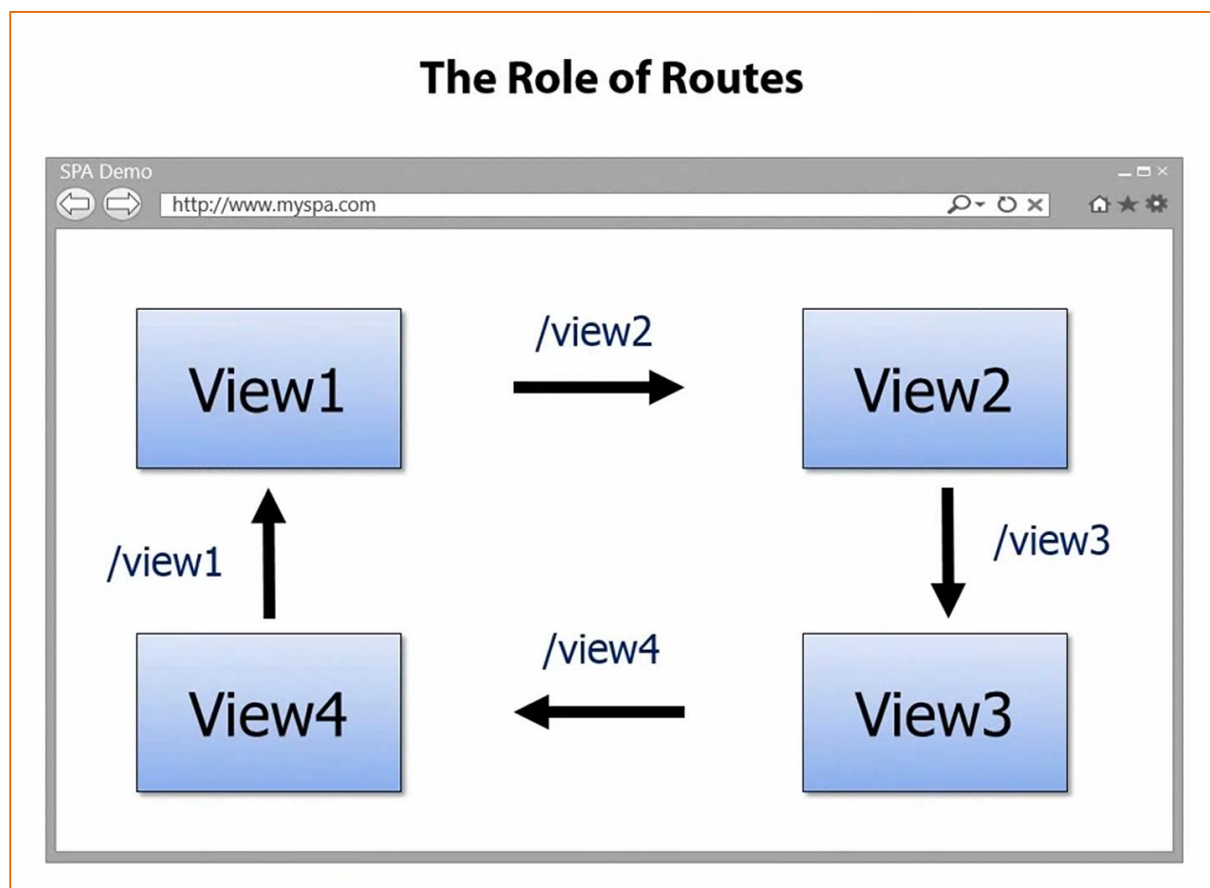 The Role of Routes
SPA Demo
http://www.myspa.com
View1
/view2
View2
/view1
/view3
View4
/view4
View3